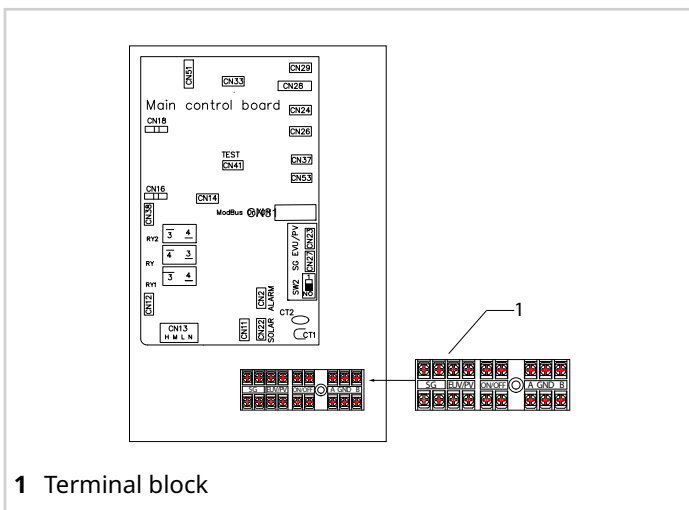 CN51
CN33
CN29
CN28
Main control board
CN24
CN18
CN26
TEST
CN41
CN37
CN53
CN16
CN14
CN38
ModBus
RY2
3 4
EVU/PV
CN23
RY
4 3
SG
CN27
RY1
3 4
SW2
CN12
CN2
ALARM
CT2
CN13
H M L N
CN11
CN22
SOLAR
CT1
1
SG EUV/PV ON/OFF A GND B
SG EUV/PV ON/OFF A GND B
1 Terminal block